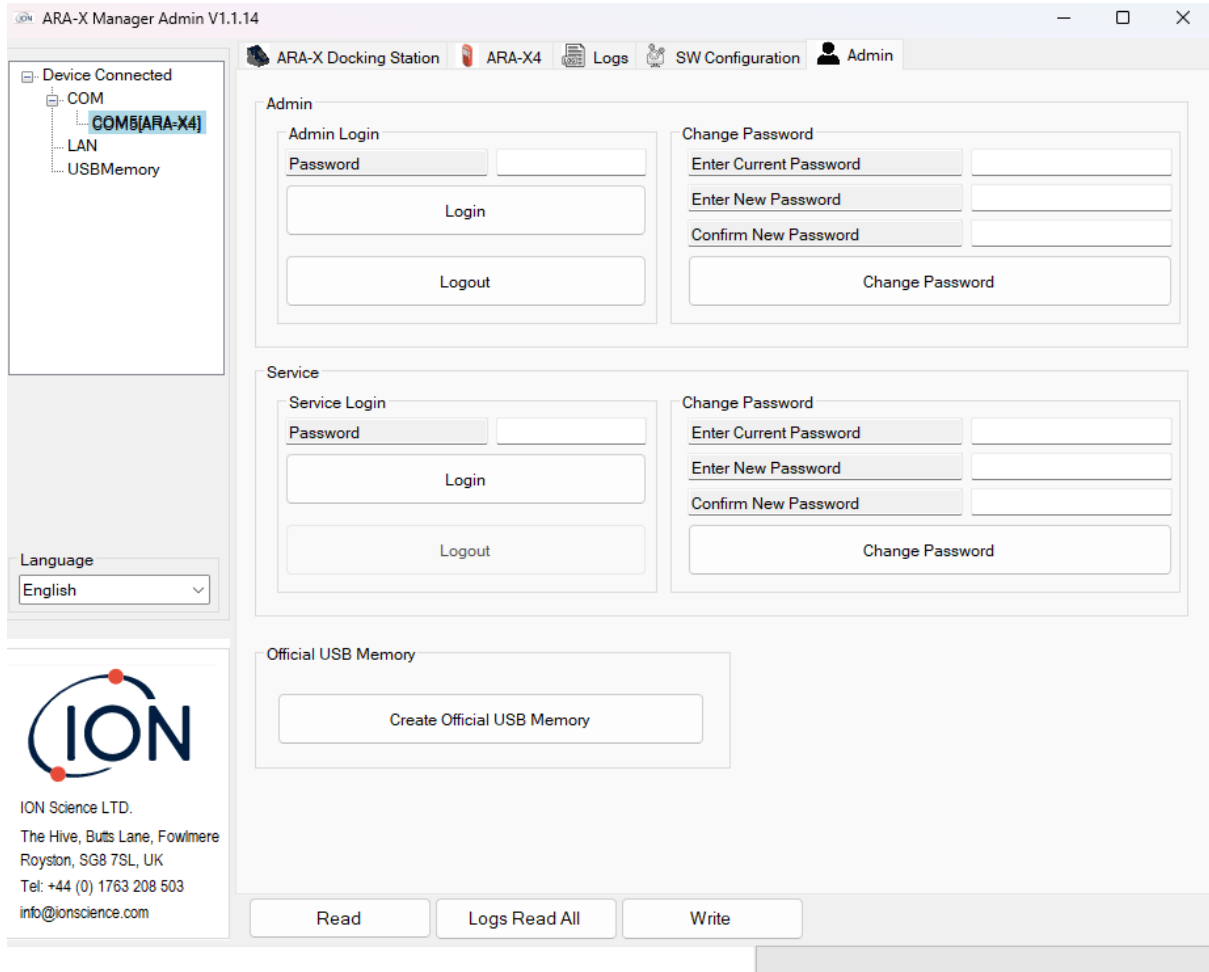 ION ARA-X Manager Admin V1.1.14
Device Connected
COM
COM5[ARA-X4]
LAN
USBMemory
ARA-X Docking Station ARA-X4 Logs SW Configuration Admin
Admin
Admin Login
Password
Login
Logout
Change Password
Enter Current Password
Enter New Password
Confirm New Password
Change Password
Service
Service Login
Password
Login
Logout
Change Password
Enter Current Password
Enter New Password
Confirm New Password
Change Password
Official USB Memory
Create Official USB Memory
Language
English
ION
ION Science LTD.
The Hive, Butts Lane, Fowlmere
Royston, SG8 7SL, UK
Tel: +44 (0) 1763 208 503
info@ionscience.com
Read Logs Read All Write